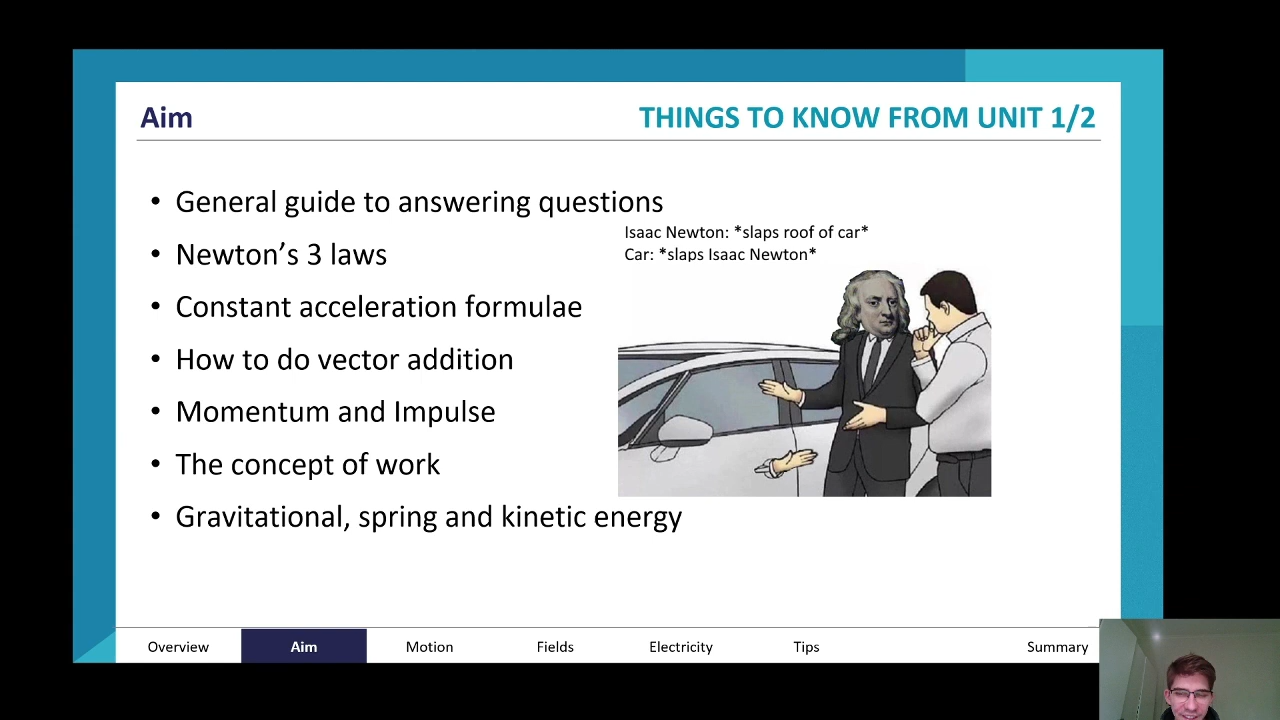 Aim
THINGS TO KNOW FROM UNIT 1/2
• General guide to answering questions
• Newton’s 3 laws
• Constant acceleration formulae
• How to do vector addition
• Momentum and Impulse
• The concept of work
• Gravitational, spring and kinetic energy
Isaac Newton: *slaps roof of car*
Car: *slaps Isaac Newton*
Overview Aim Motion Fields Electricity Tips Summary